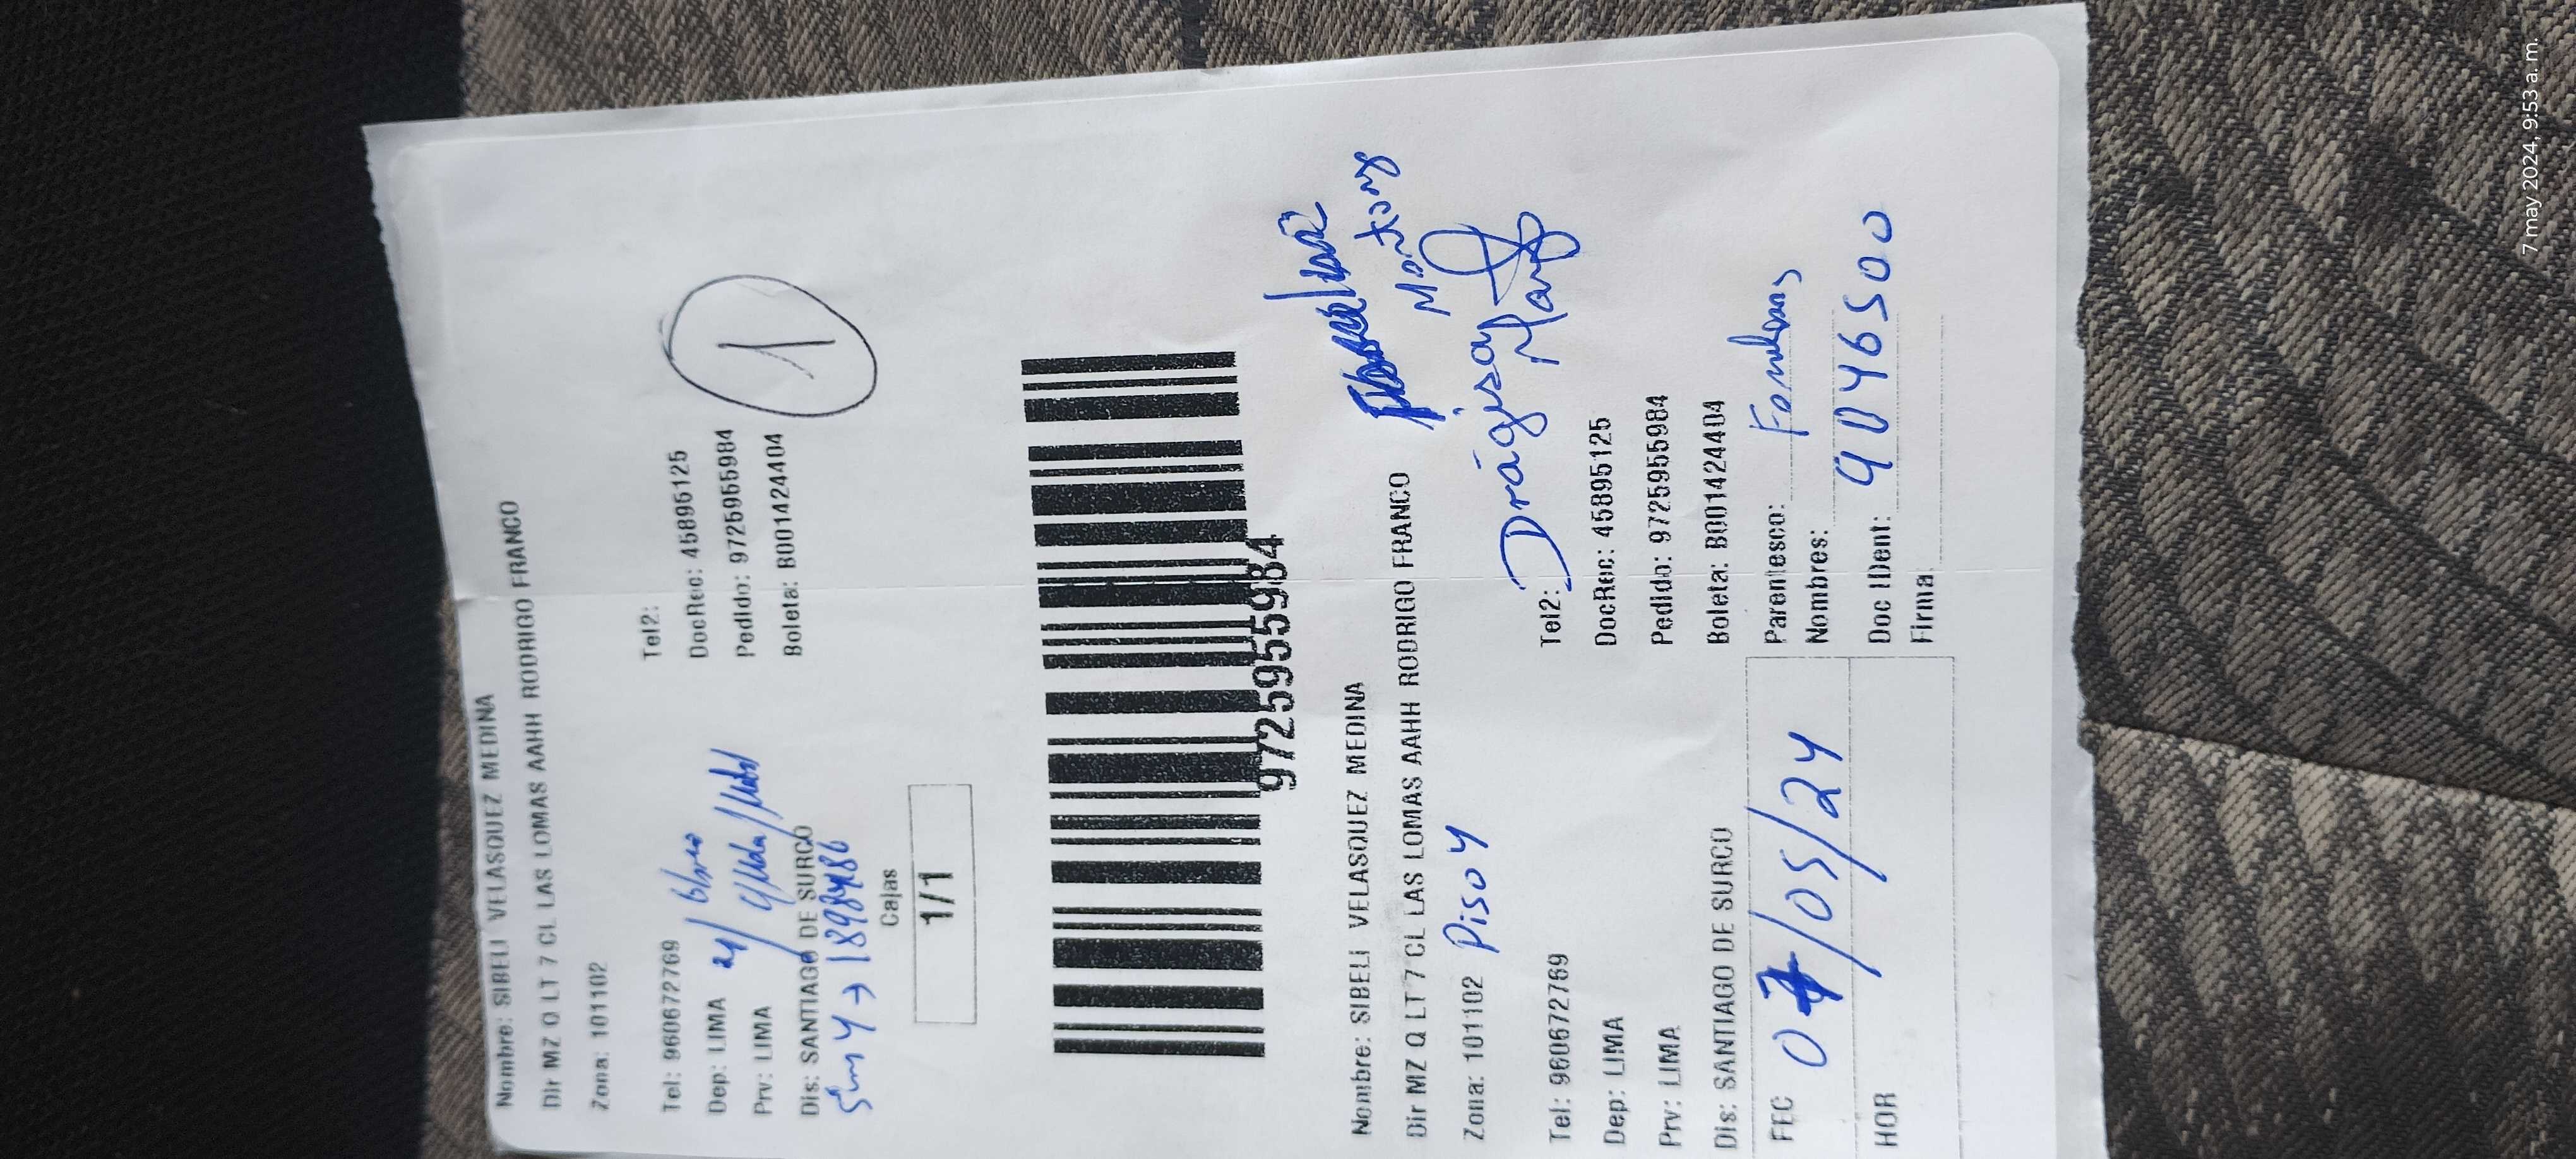 Nombre: SIBELI VELASQUEZ MEDINA
Dir MZ Q LT 7 CL LAS LOMAS AAHH RODRIGO FRANCO
Zona: 101102
Tel: 960672769 Tel2:
Dep: LIMA DocRec: 45895125
Prv: LIMA Pedido: 97259555984
Dis: SANTIAGO DE SURCO Boleta: B001424404
1
Cajas
1/1
9725955984
Nombre: SIBELI VELASQUEZ MEDINA
Dir MZ Q LT 7 CL LAS LOMAS AAHH RODRIGO FRANCO
Zona: 101102 Piso 4
Tel: 960672769 Tel2:
Dep: LIMA DocRec: 45895125
Prv: LIMA Pedido: 9725955984
Dis: SANTIAGO DE SURCO Boleta: B001424404
FEC 07/05/24 Parentesco:
Nombres:
HOR Doc IDent:
Firma:
7 may 2024, 9:53 a. m.